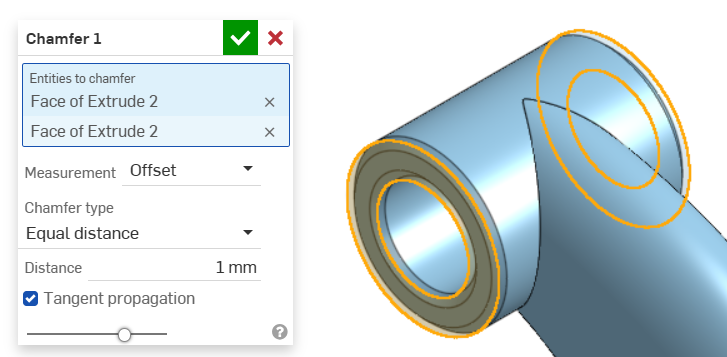 Chamfer 1
Entities to chamfer
Face of Extrude 2 ×
Face of Extrude 2 ×
Measurement Offset
Chamfer type
Equal distance
Distance 1 mm
Tangent propagation
?